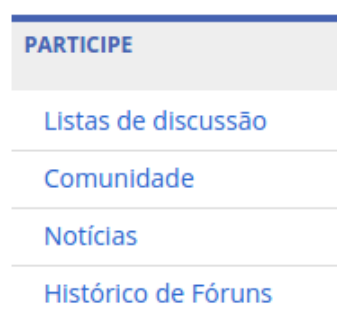 PARTICIPE
Listas de discussão
Comunidade
Notícias
Histórico de Fóruns